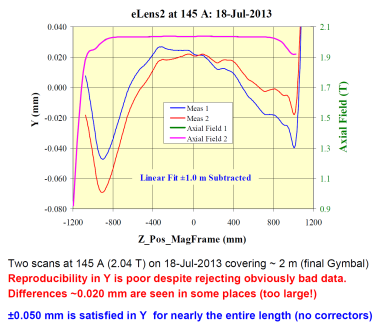 eLens2 at 145 A: 18-Jul-2013
0.040
0.020
0.000
-0.020
-0.040
-0.060
-0.080
Y (mm)
2.1
1.9
1.7
1.5
1.3
1.1
0.9
Axial Field (T)
Meas 1
Meas 2
Axial Field 1
Axial Field 2
Linear Fit ±1.0 m Subtracted
-1200 -800 -400 0 400 800 1200
Z_Pos_MagFrame (mm)
Two scans at 145 A (2.04 T) on 18-Jul-2013 covering ~ 2 m (final Gymbal)
Reproducibility in Y is poor despite rejecting obviously bad data.
Differences ~0.020 mm are seen in some places (too large!)
±0.050 mm is satisfied in Y for nearly the entire length (no correctors)